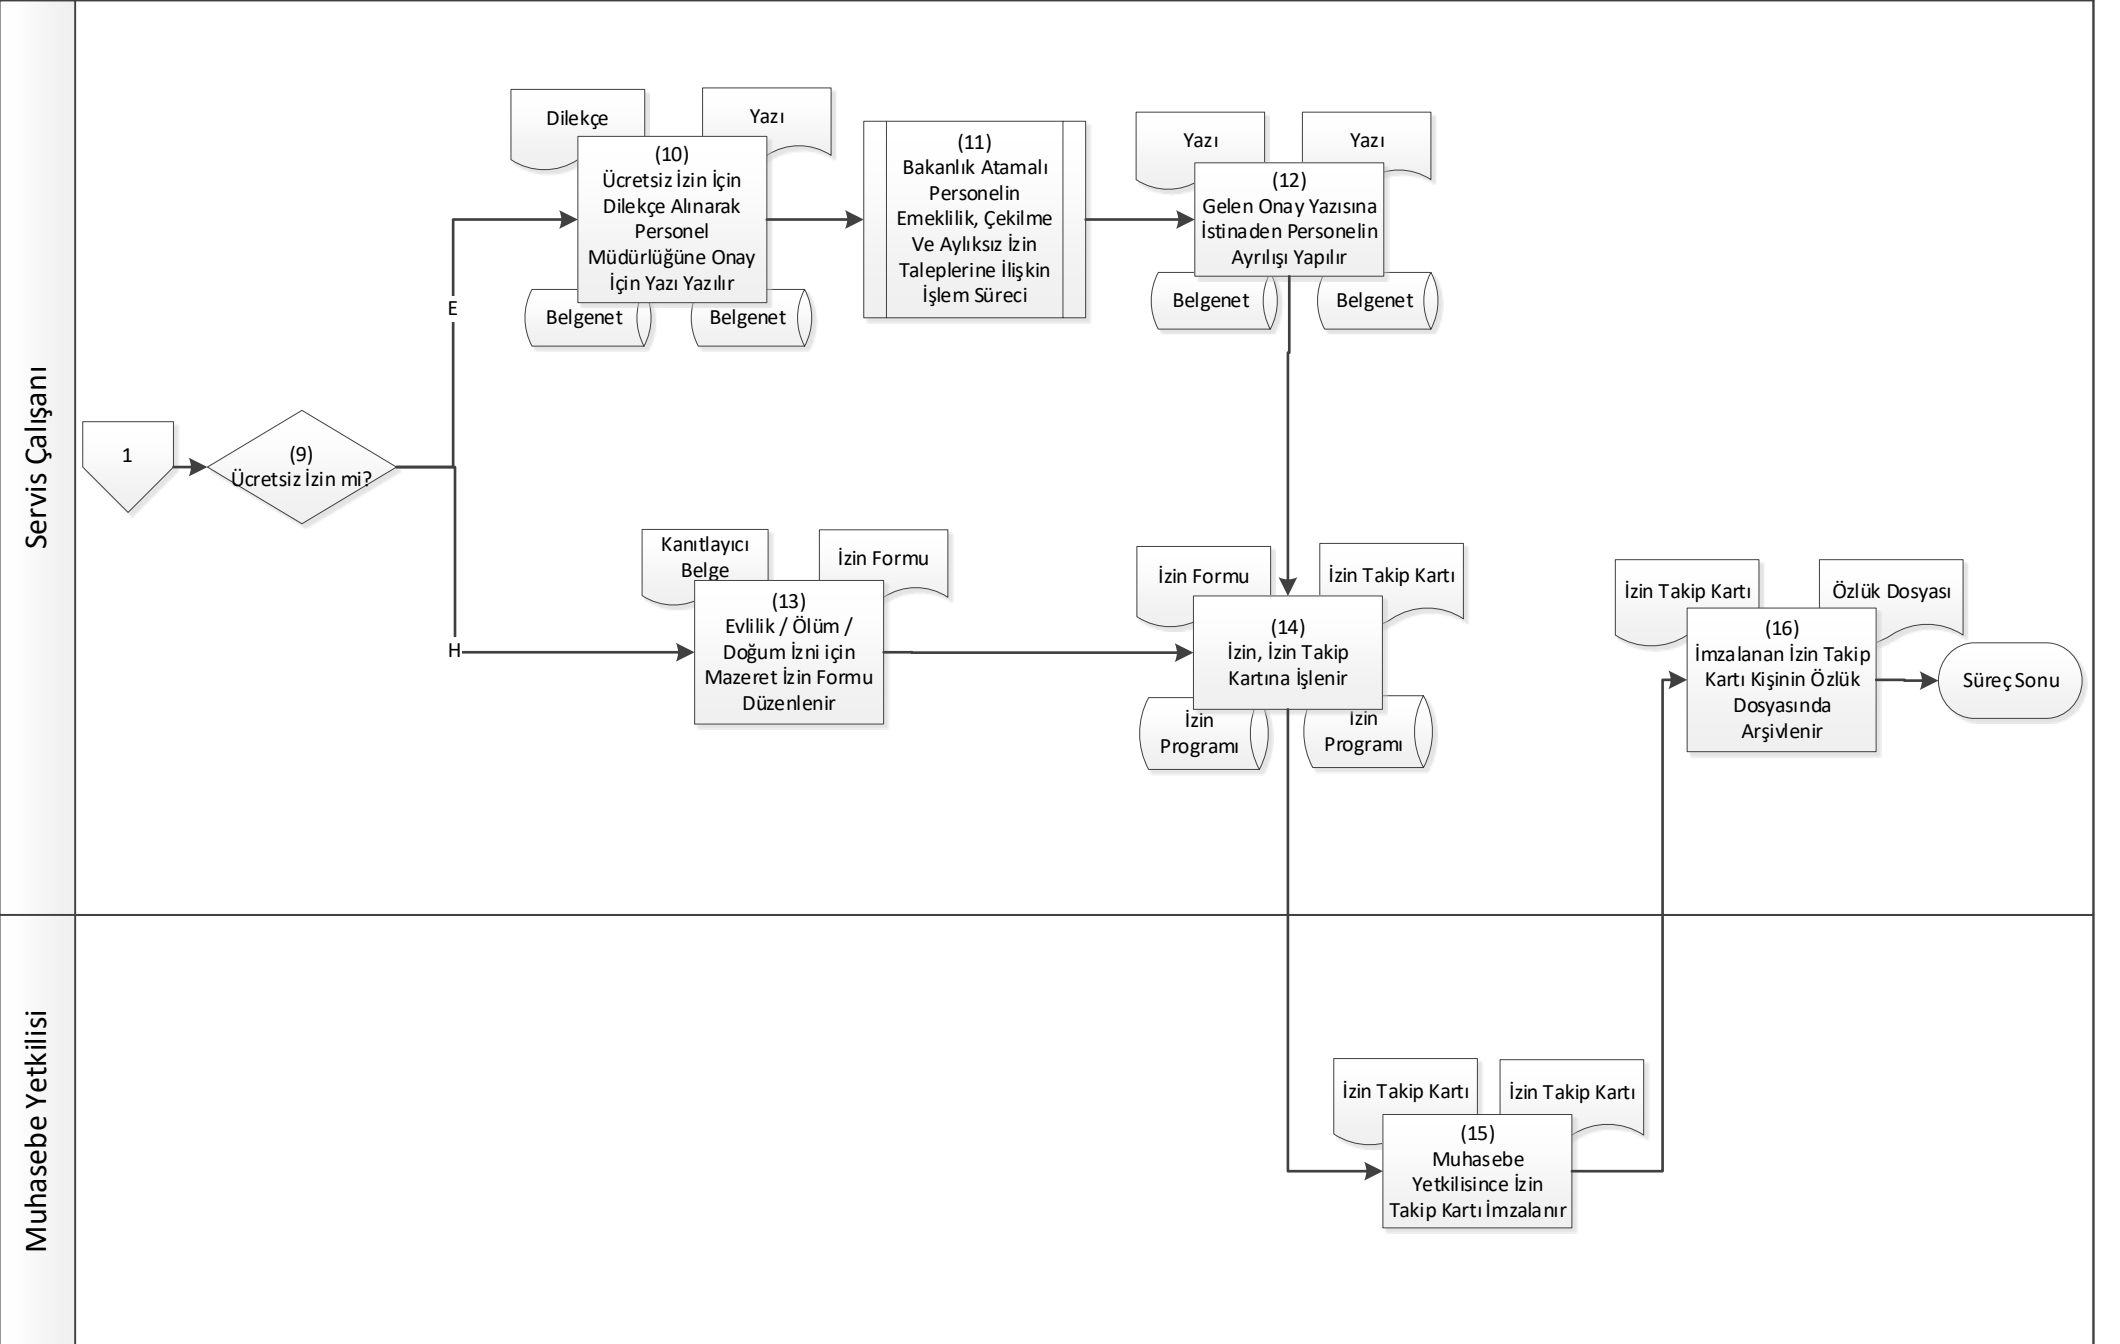 Servis Çalışanı
1
(9)
Ücretsiz İzin mi?
E
H
Dilekçe
Yazı
(10)
Ücretsiz İzin İçin
Dilekçe Alınarak
Personel
Müdürlüğüne Onay
İçin Yazı Yazılır
Belgenet
Belgenet
(11)
Bakanlık Atamalı
Personelin
Emeklilik, Çekilme
Ve Aylıksız İzin
Taleplerine İlişkin
İşlem Süreci
Yazı
Yazı
(12)
Gelen Onay Yazısına
İstinaden Personelin
Ayrılışı Yapılır
Belgenet
Belgenet
Kanıtlayıcı
Belge
İzin Formu
(13)
Evlilik / Ölüm /
Doğum İzni için
Mazeret İzin Formu
Düzenlenir
İzin Formu
İzin Takip Kartı
(14)
İzin, İzin Takip
Kartına İşlenir
İzin
Programı
İzin
Programı
İzin Takip Kartı
Özlük Dosyası
(16)
İmzalanan İzin Takip
Kartı Kişinin Özlük
Dosyasında
Arşivlenir
Süreç Sonu
Muhasebe Yetkilisi
İzin Takip Kartı
İzin Takip Kartı
(15)
Muhasebe
Yetkilisince İzin
Takip Kartı İmzalanır